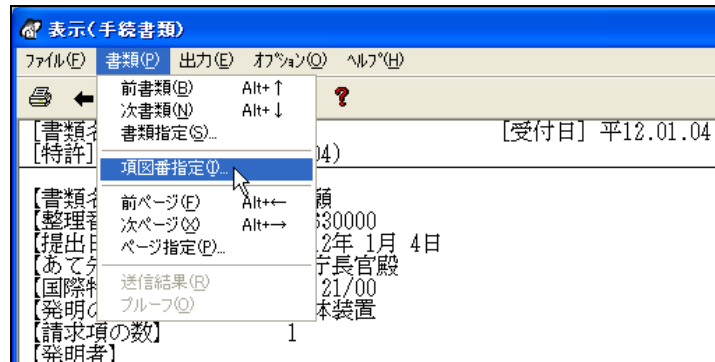 表示(手続書類)
ﾌｧｲﾙ(F) 書類(P) 出力(E) ｵﾌﾟｼｮﾝ(O) ﾍﾙﾌﾟ(H)
前書類(B) Alt+↑
次書類(N) Alt+↓
書類指定(S)...
項図番指定(I)...
前ページ(F) Alt+←
次ページ(X) Alt+→
ページ指定(P)...
送信結果(R)
プルーフ(O)
[書類名 [受付日] 平12.01.04
[特許] 04)
【書類名 願
【整理番 630000
【提出日 12年 1月 4日
【あて先 庁長官殿
【国際特 21/00
【発明の 体装置
【請求項の数】 1
【発明者】